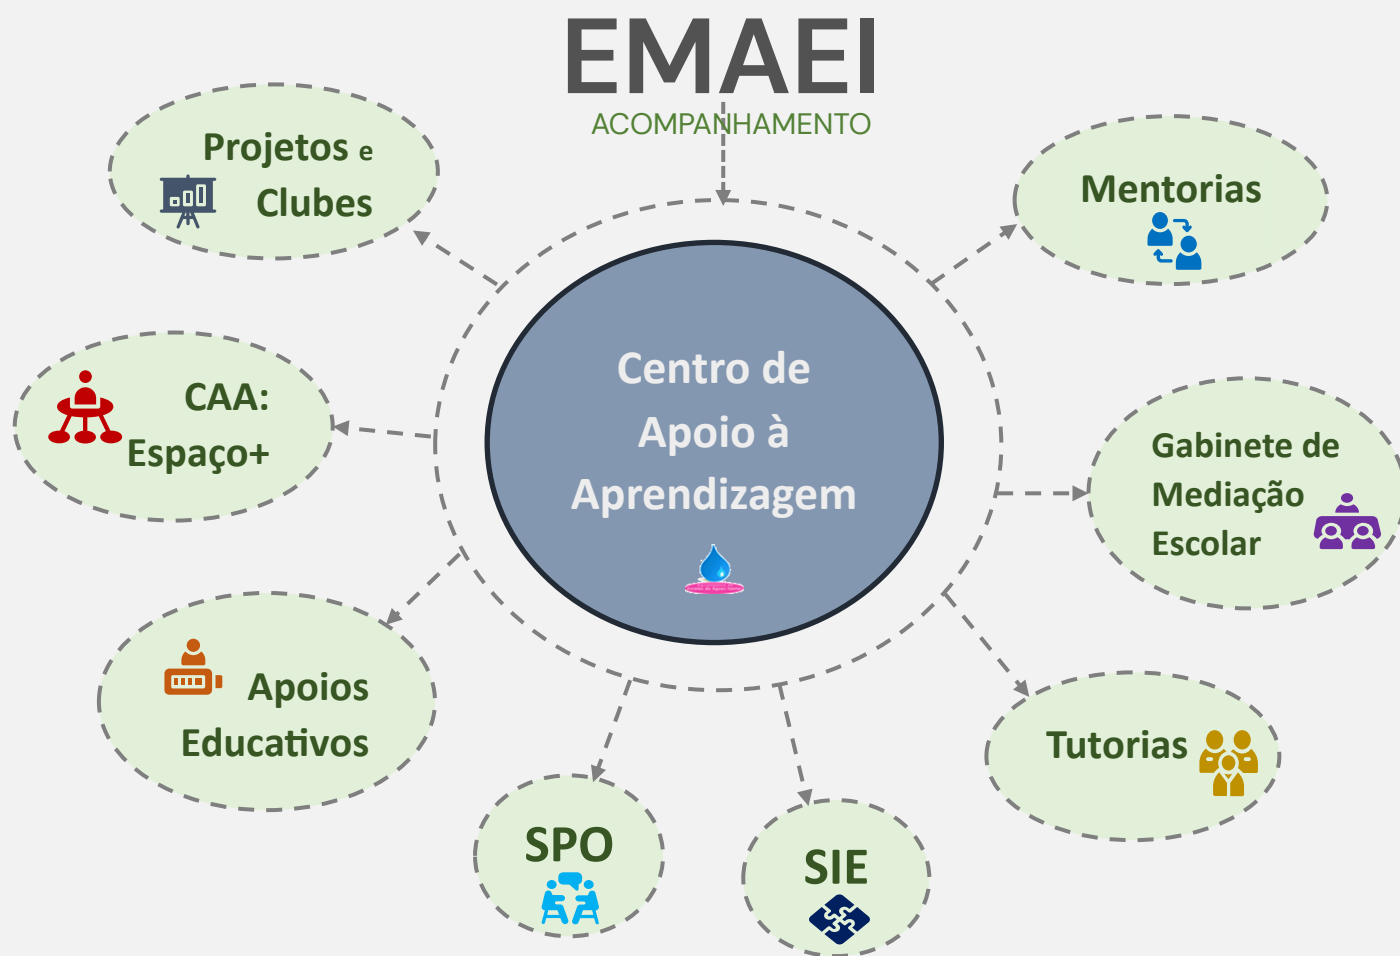 EMAEI
ACOMPANHAMENTO
Projetos e
Clubes
Mentorias
CAA:
Espaço+
Centro de
Apoio à
Aprendizagem
Gabinete de
Mediação
Escolar
Apoios
Educativos
Tutorias
SPO
SIE